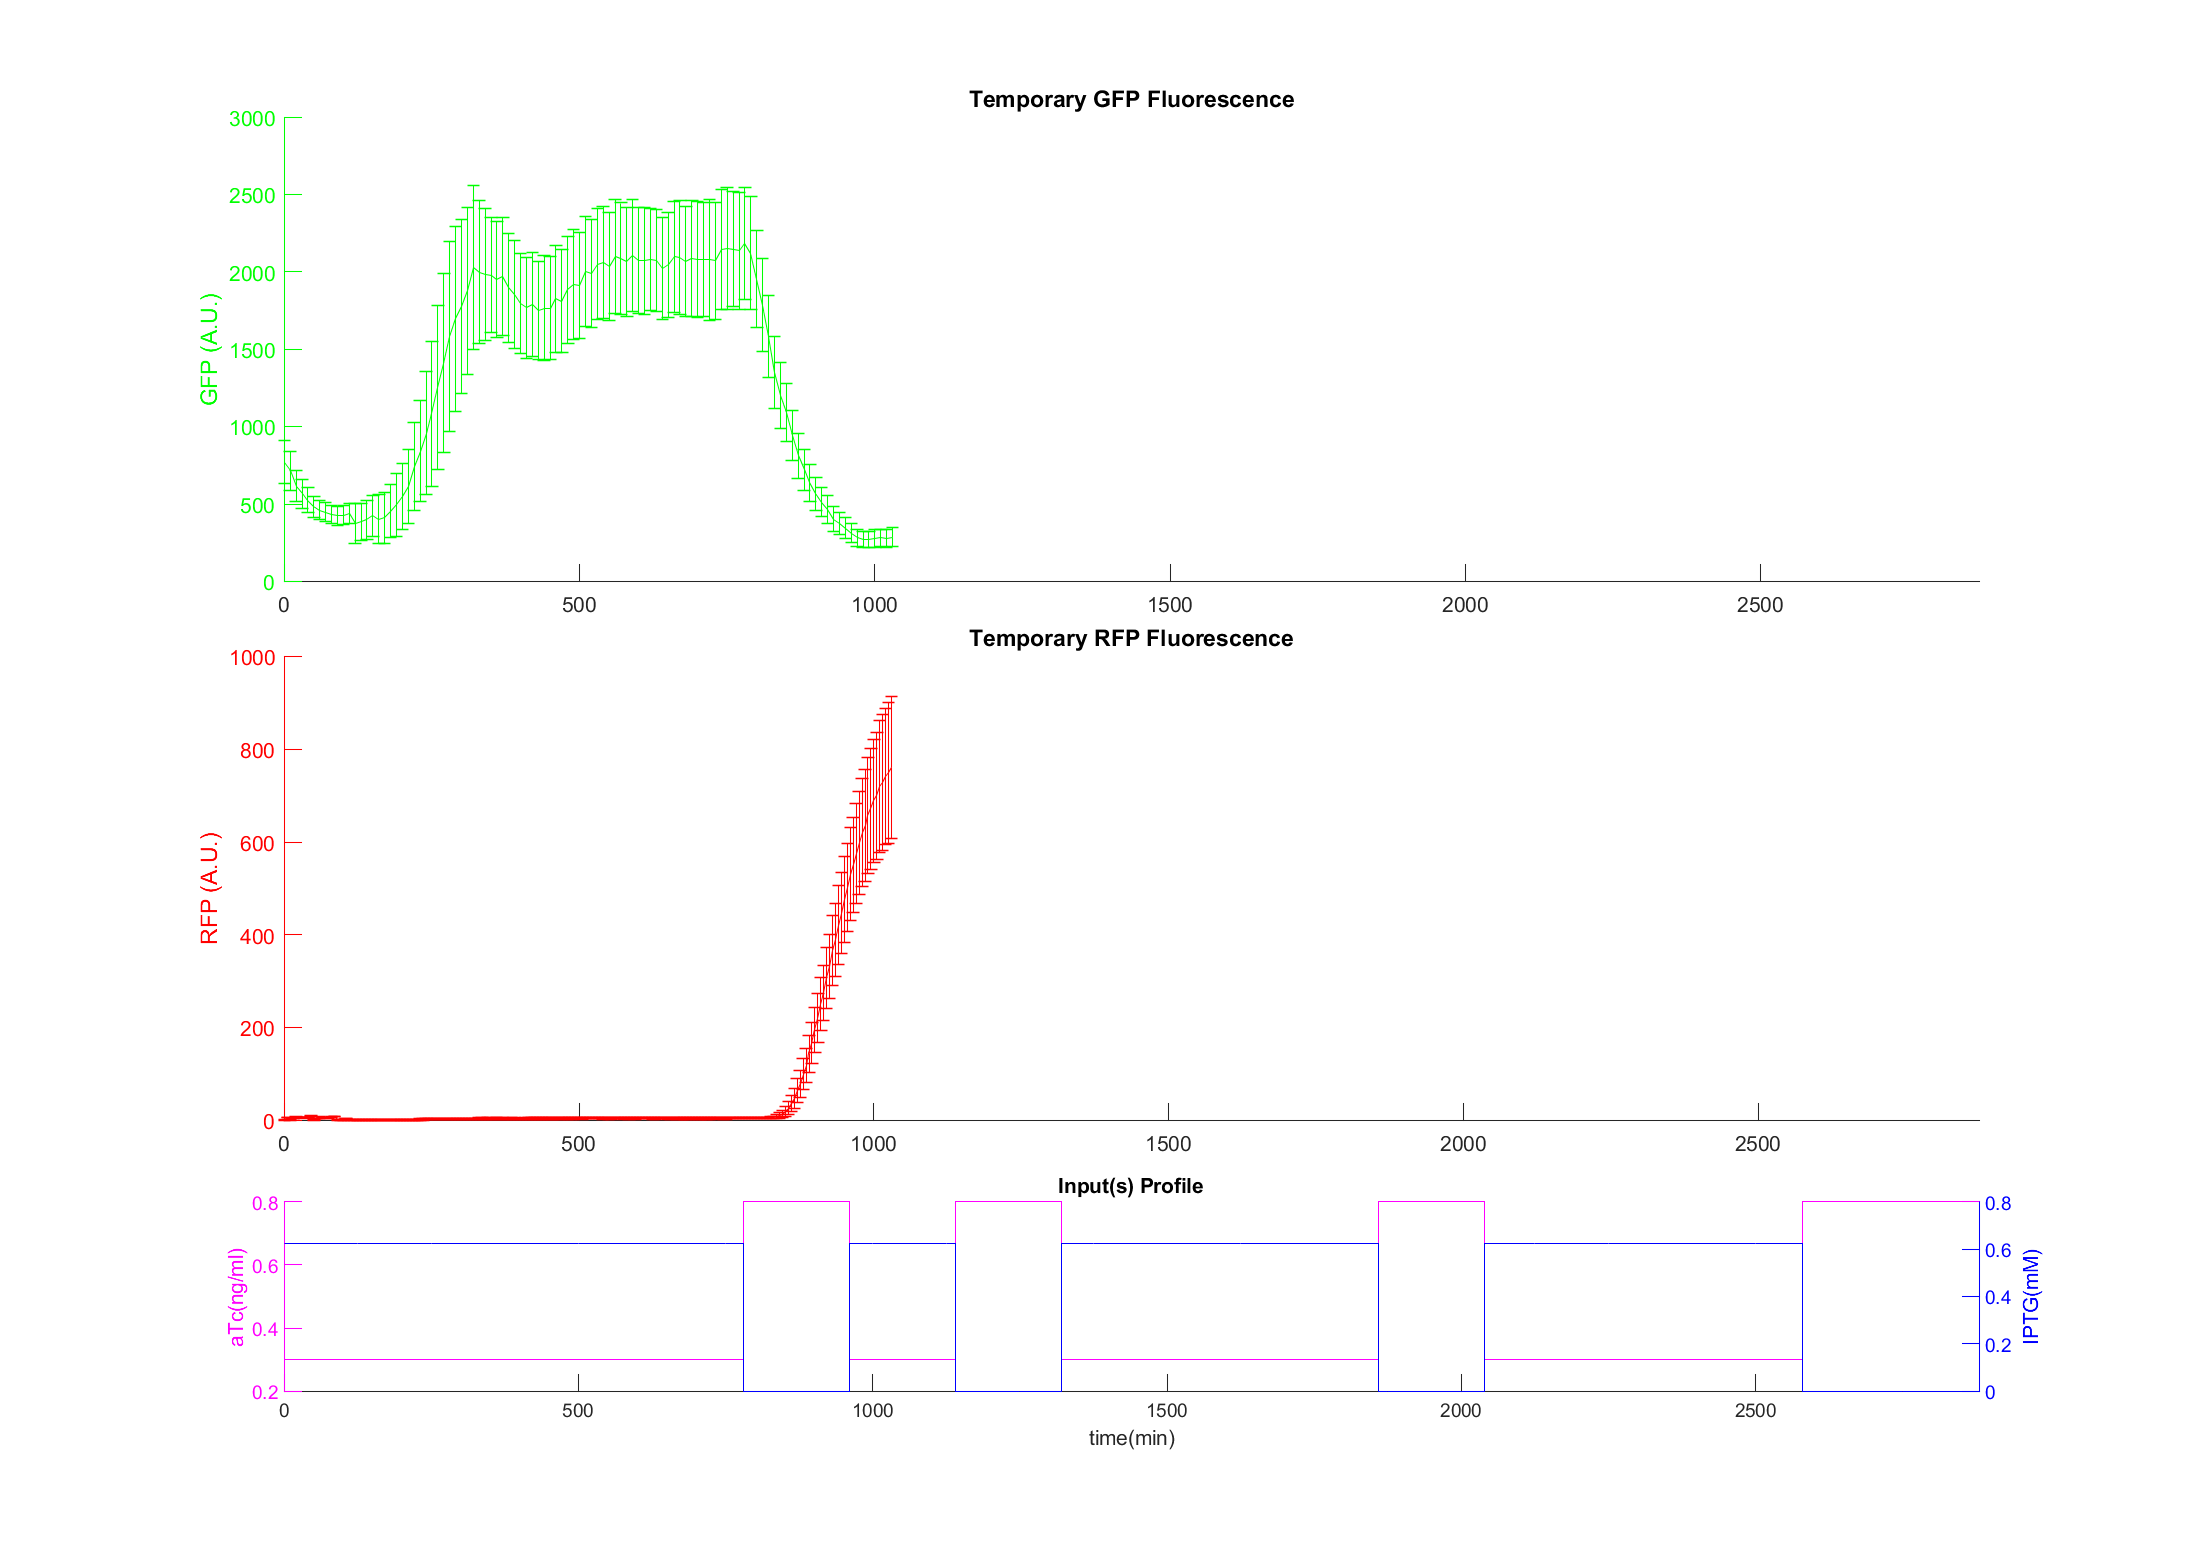 Temporary GFP Fluorescence
3000
2500
2000
1500
1000
500
0
GFP (A.U.)
0 500 1000 1500 2000 2500
Temporary RFP Fluorescence
1000
800
600
400
200
0
RFP (A.U.)
0 500 1000 1500 2000 2500
Input(s) Profile
0.8
0.6
0.4
0.2
aTc(ng/ml)
0.8
0.6
0.4
0.2
0
IPTG(mM)
0 500 1000 1500 2000 2500
time(min)